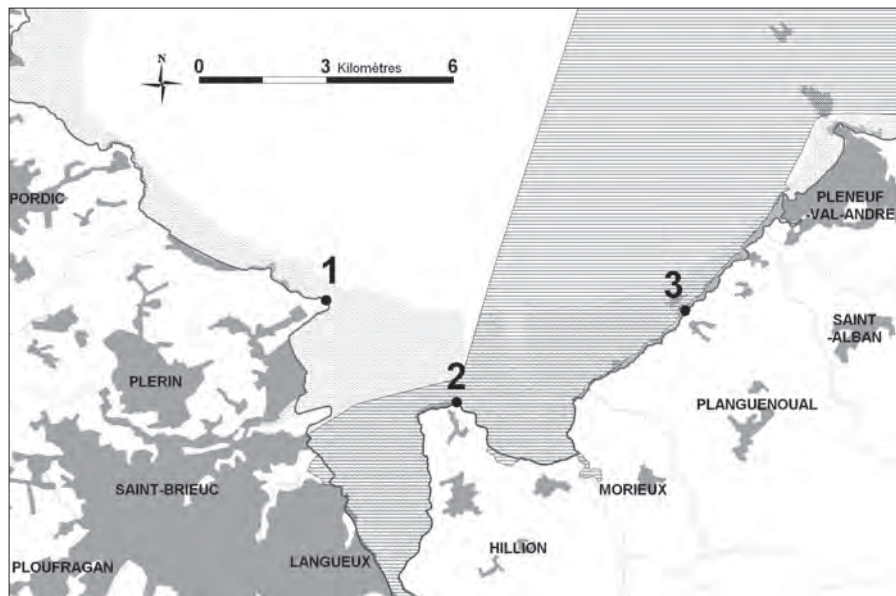 N
0 3 Kilomètres 6
PORDIC
PLENEUF
-VAL-ANDRE
1
3
SAINT
-ALBAN
PLERIN
2
PLANGUENOUAL
SAINT-BRIEUC
MORIEUX
HILLION
LANGUEUX
PLOUFRAGAN